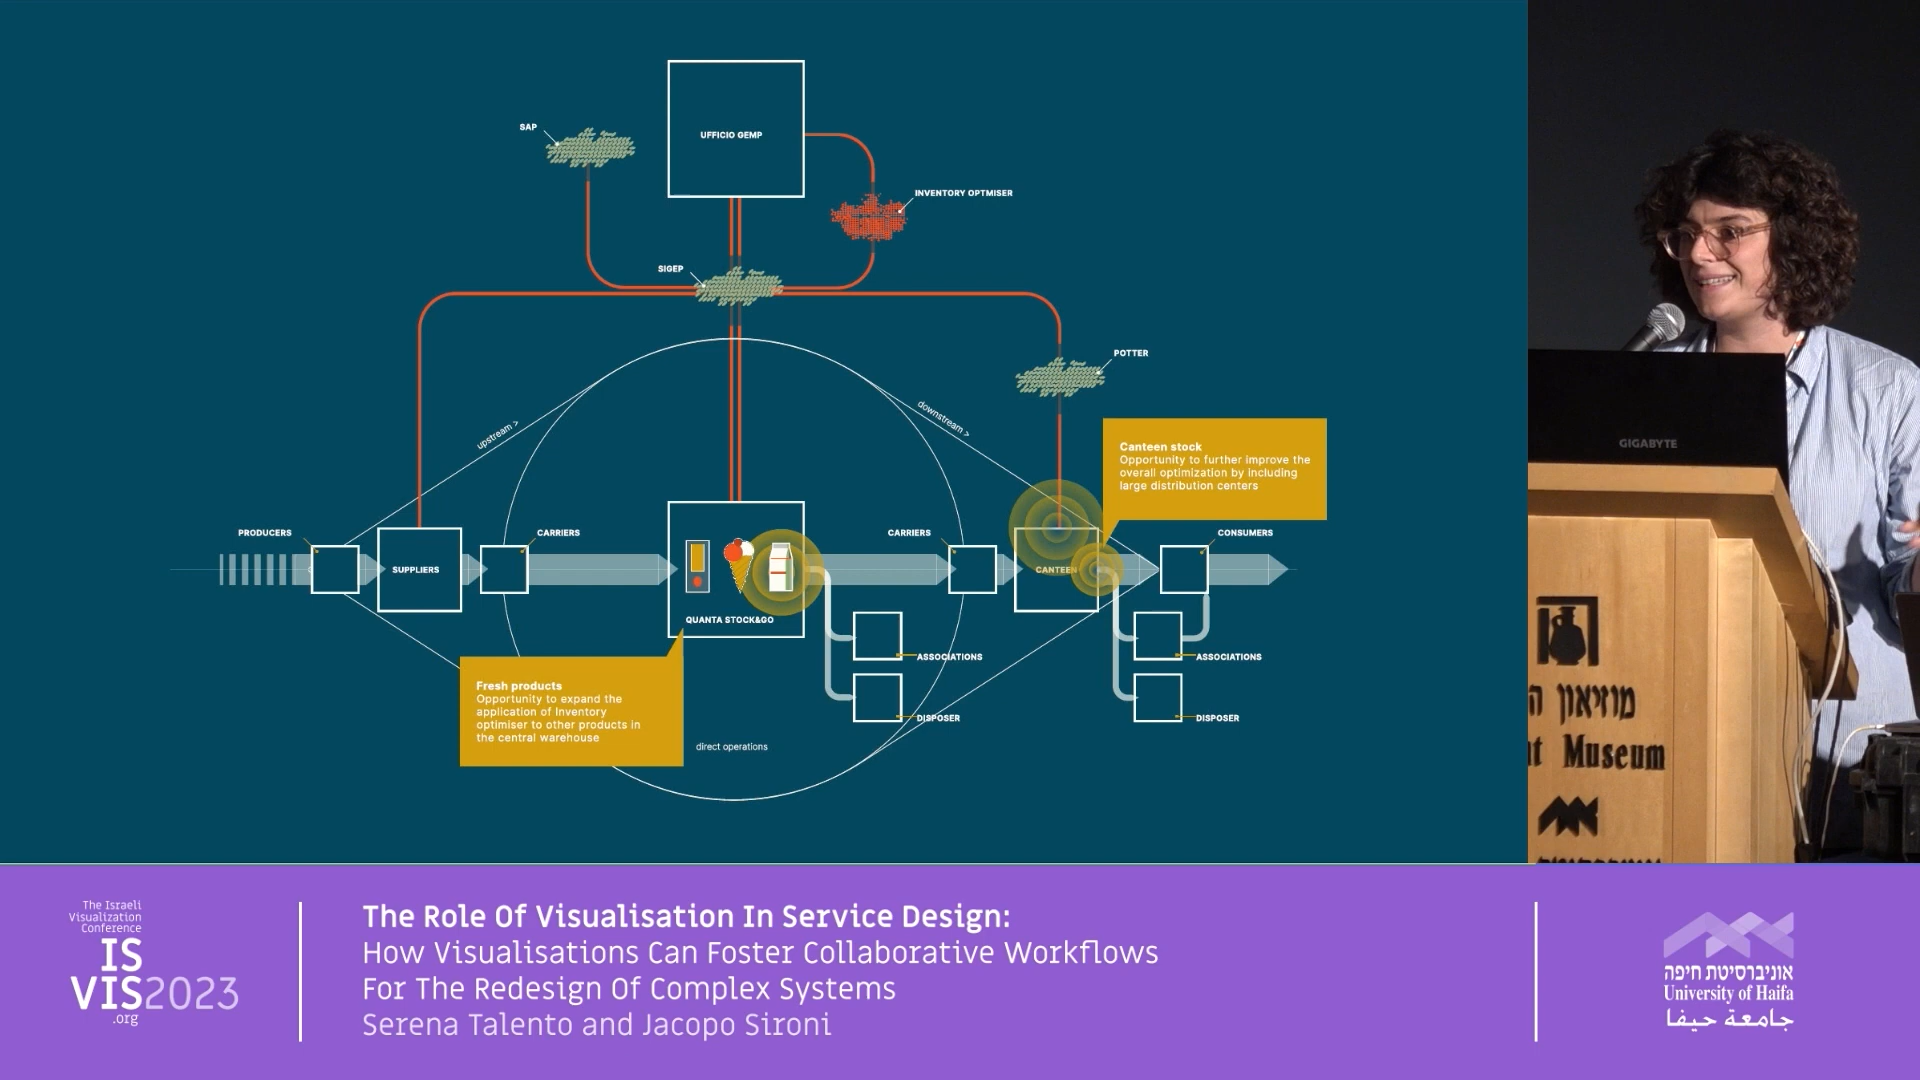 SAP
UFFICIO GEMP
INVENTORY OPTMISER
SIGEP
POTTER
upstream >
downstream >
Canteen stock
Opportunity to further improve the
overall optimization by including
large distribution centers
PRODUCERS
CARRIERS
CARRIERS
CONSUMERS
SUPPLIERS
CANTEEN
QUANTA STOCK&GO
ASSOCIATIONS
ASSOCIATIONS
DISPOSER
DISPOSER
Fresh products
Opportunity to expand the
application of Inventory
optimiser to other products in
the central warehouse
direct operations
GIGABYTE
מוזיאון ה
t Museum
The Israeli
Visualization
Conference
IS
VIS2023
.org
The Role Of Visualisation In Service Design:
How Visualisations Can Foster Collaborative Workflows
For The Redesign Of Complex Systems
Serena Talento and Jacopo Sironi
אוניברסיטת חיפה
University of Haifa
جامعة حيفا